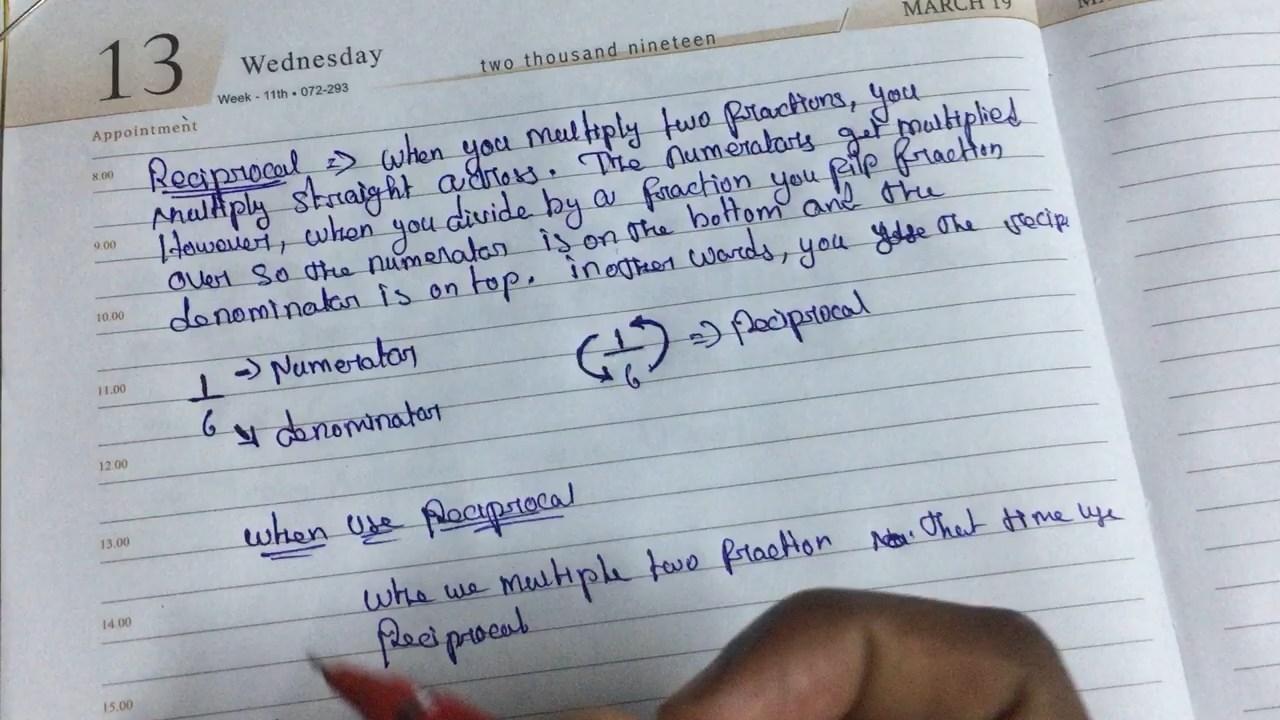 MARCH 19
13 Wednesday two thousand nineteen
Week - 11th • 072-293
Appointment
8.00
9.00
10.00
11.00
12.00
13.00
14.00
15.00
Reciprocal => when you multiply two fractions, you
multiply straight across. The numerators get multiplied
However, when you divide by a fraction you flip fraction
over so the numerator is on the bottom and the
denominator is on top. inother words, you use the recip
1 => Numerator
6 denominator
1
6 => Reciprocal
when use Reciprocal
Whe we multiple two fraction that time use
Reciprocal